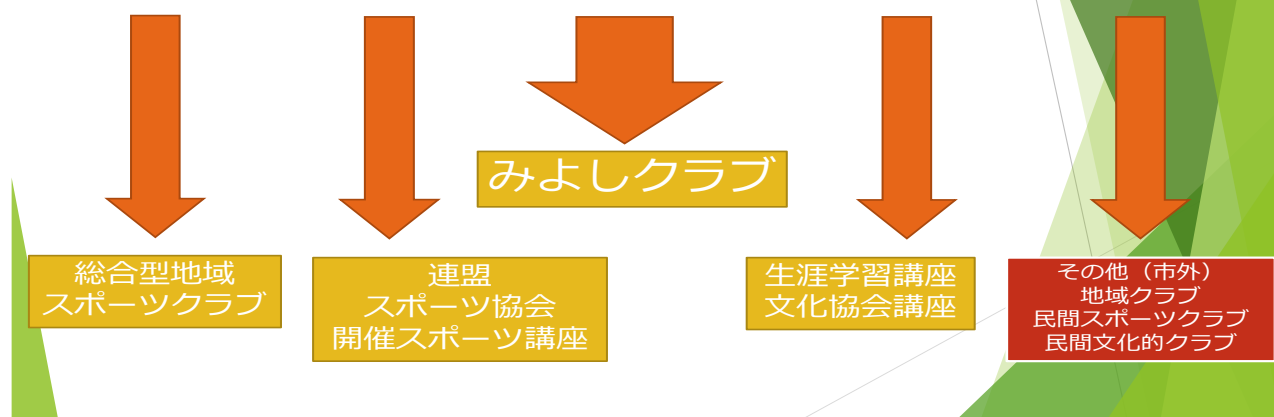 みよしクラブ
総合型地域
スポーツクラブ
連盟
スポーツ協会
開催スポーツ講座
生涯学習講座
文化協会講座
その他（市外）
地域クラブ
民間スポーツクラブ
民間文化的クラブ